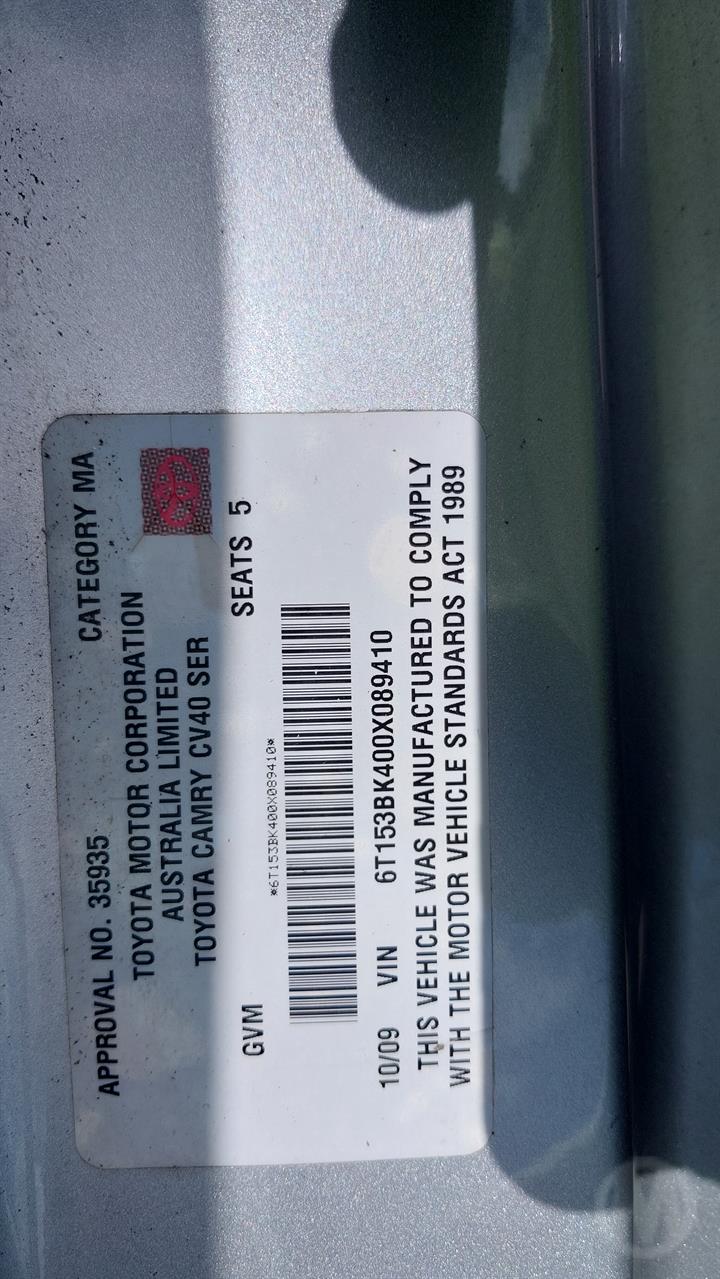 APPROVAL NO. 35935 CATEGORY MA
TOYOTA MOTOR CORPORATION
AUSTRALIA LIMITED
TOYOTA CAMRY CV40 SER
GVM SEATS 5
*6T153BK400X089410*
10/09 VIN 6T153BK400X089410
THIS VEHICLE WAS MANUFACTURED TO COMPLY
WITH THE MOTOR VEHICLE STANDARDS ACT 1989